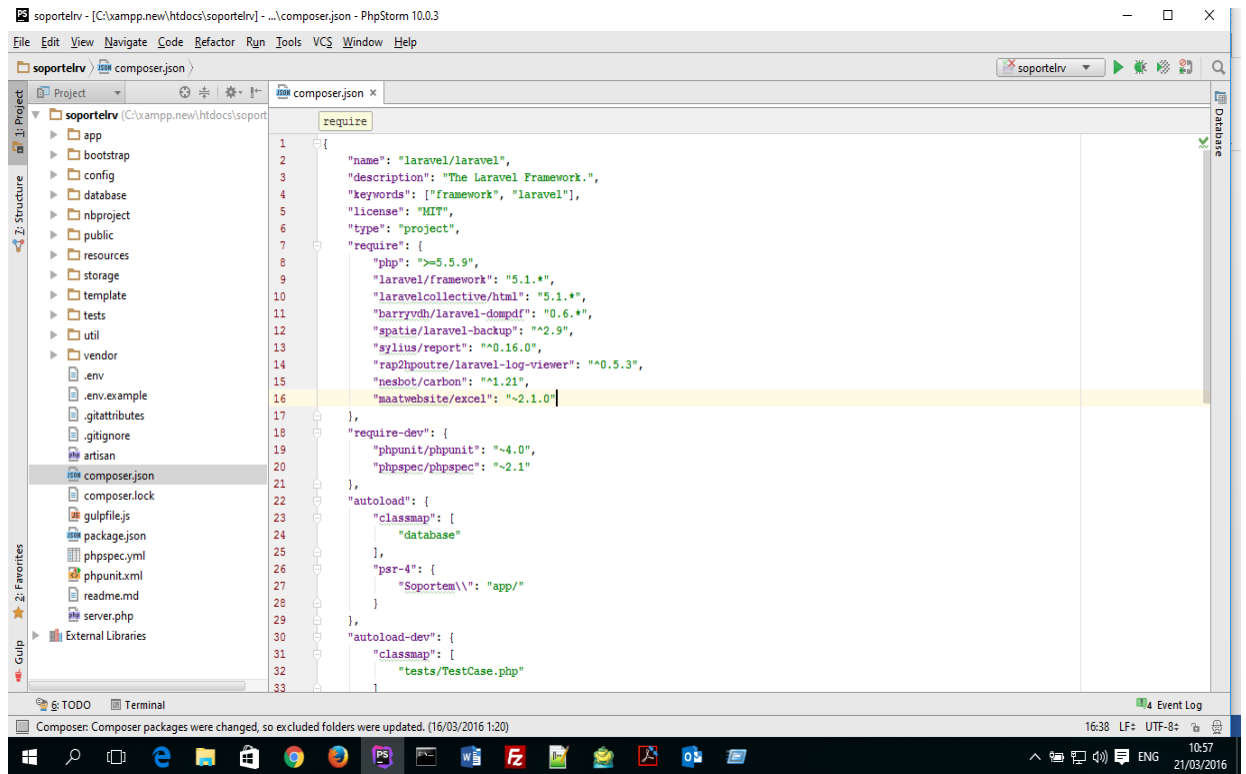 PS soportelrv - [C:\xampp.new\htdocs\soportelrv] - ...\composer.json - PhpStorm 10.0.3
File Edit View Navigate Code Refactor Run Tools VCS Window Help
soportelrv composer.json soportelrv
1: Project
Z: Structure
2: Favorites
Gulp
Project
soportelrv (C:\xampp.new\htdocs\soport
app
bootstrap
config
database
nbproject
public
resources
storage
template
tests
util
vendor
.env
.env.example
.gitattributes
.gitignore
artisan
composer.json
composer.lock
gulpfile.js
package.json
phpspec.yml
phpunit.xml
readme.md
server.php
External Libraries
composer.json ×
require
1 {
2 "name": "laravel/laravel",
3 "description": "The Laravel Framework.",
4 "keywords": ["framework", "laravel"],
5 "license": "MIT",
6 "type": "project",
7 "require": {
8 "php": ">=5.5.9",
9 "laravel/framework": "5.1.*",
10 "laravelcollective/html": "5.1.*",
11 "barryvdh/laravel-dompdf": "0.6.*",
12 "spatie/laravel-backup": "^2.9",
13 "sylius/report": "^0.16.0",
14 "rap2hpoutre/laravel-log-viewer": "^0.5.3",
15 "nesbot/carbon": "^1.21",
16 "maatwebsite/excel": "~2.1.0"
17 },
18 "require-dev": {
19 "phpunit/phpunit": "~4.0",
20 "phpspec/phpspec": "~2.1"
21 },
22 "autoload": {
23 "classmap": [
24 "database"
25 ],
26 "psr-4": {
27 "Soportem\\": "app/"
28 }
29 },
30 "autoload-dev": {
31 "classmap": [
32 "tests/TestCase.php"
33 ]
Database
6: TODO Terminal 4 Event Log
Composer: Composer packages were changed, so excluded folders were updated. (16/03/2016 1:20) 16:38 LF UTF-8
ENG 10:57
21/03/2016